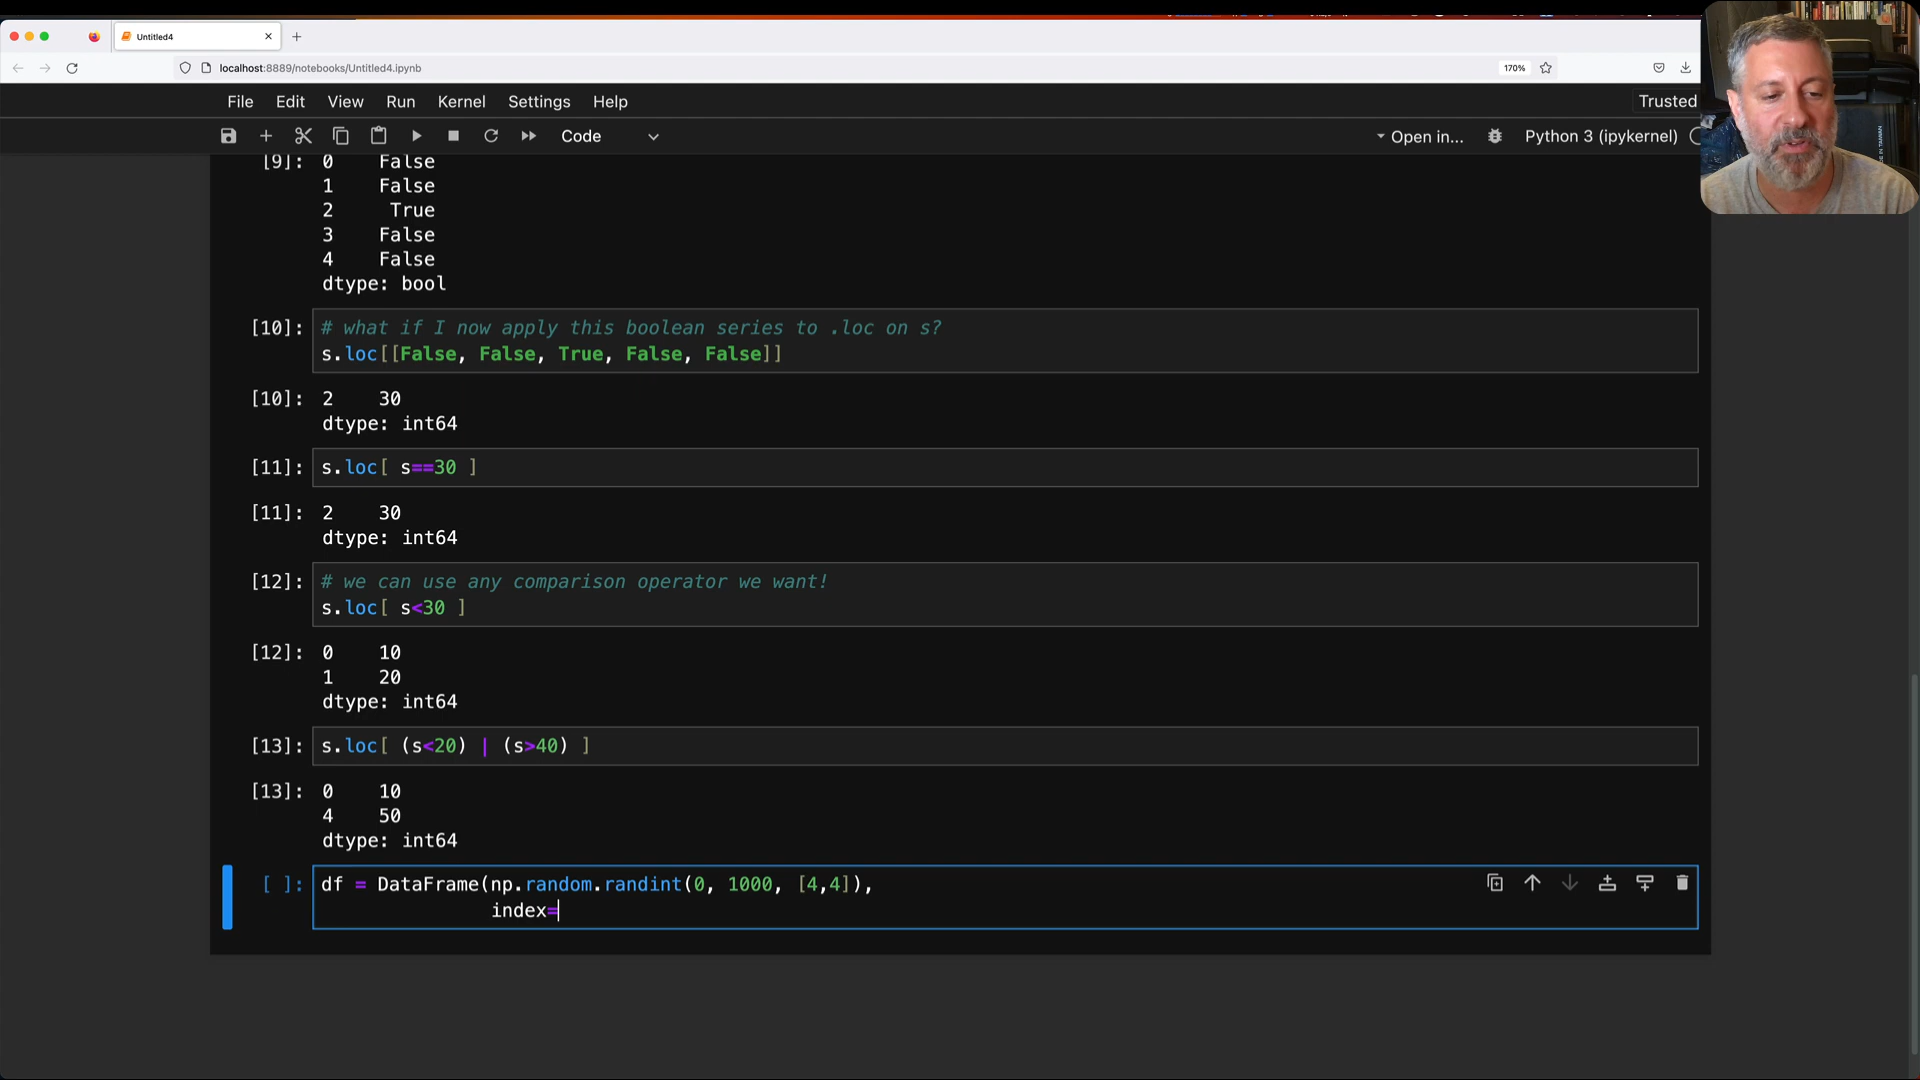 Untitled4
localhost:8889/notebooks/Untitled4.ipynb
170%
File Edit View Run Kernel Settings Help
Trusted
Code
Open in...
Python 3 (ipykernel)
[9]: 0 False
1 False
2 True
3 False
4 False
dtype: bool
[10]: # what if I now apply this boolean series to .loc on s?
s.loc[[False, False, True, False, False]]
[10]: 2 30
dtype: int64
[11]: s.loc[ s==30 ]
[11]: 2 30
dtype: int64
[12]: # we can use any comparison operator we want!
s.loc[ s<30 ]
[12]: 0 10
1 20
dtype: int64
[13]: s.loc[ (s<20) | (s>40) ]
[13]: 0 10
4 50
dtype: int64
[ ]: df = DataFrame(np.random.randint(0, 1000, [4,4]),
index=